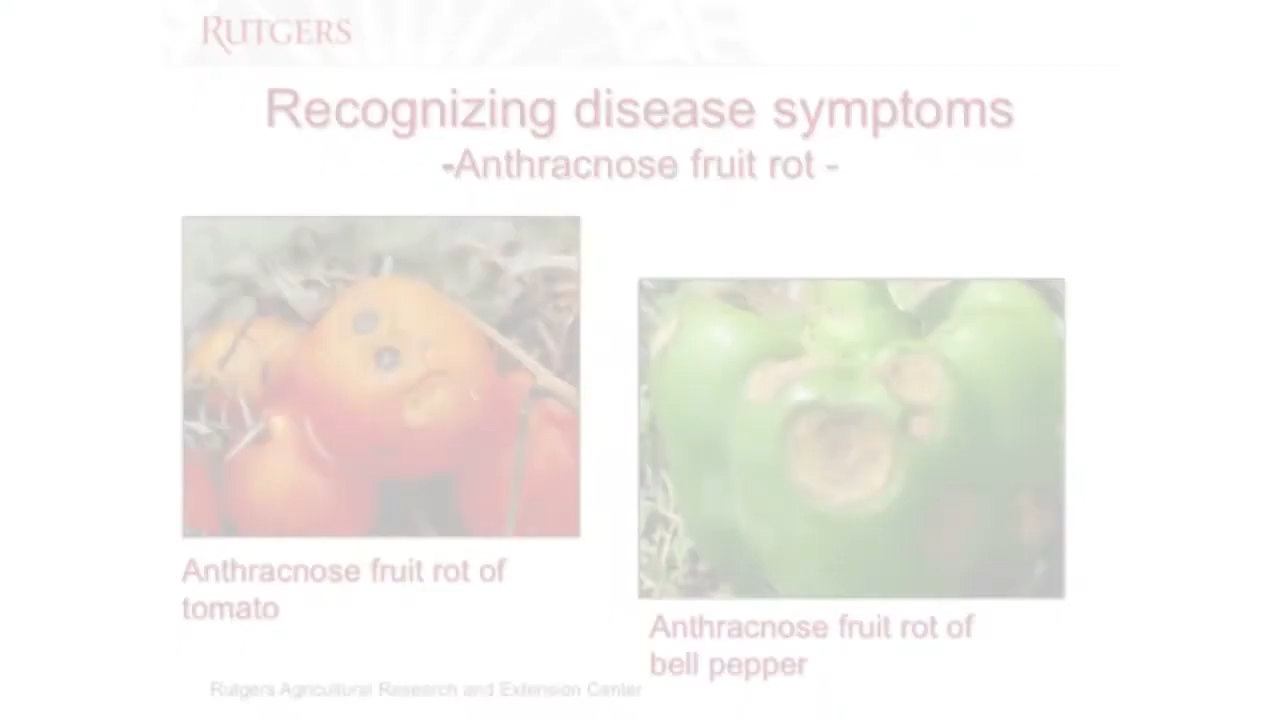 RUTGERS
Recognizing disease symptoms
-Anthracnose fruit rot -
Anthracnose fruit rot of
tomato
Anthracnose fruit rot of
bell pepper
Rutgers Agricultural Research and Extension Center